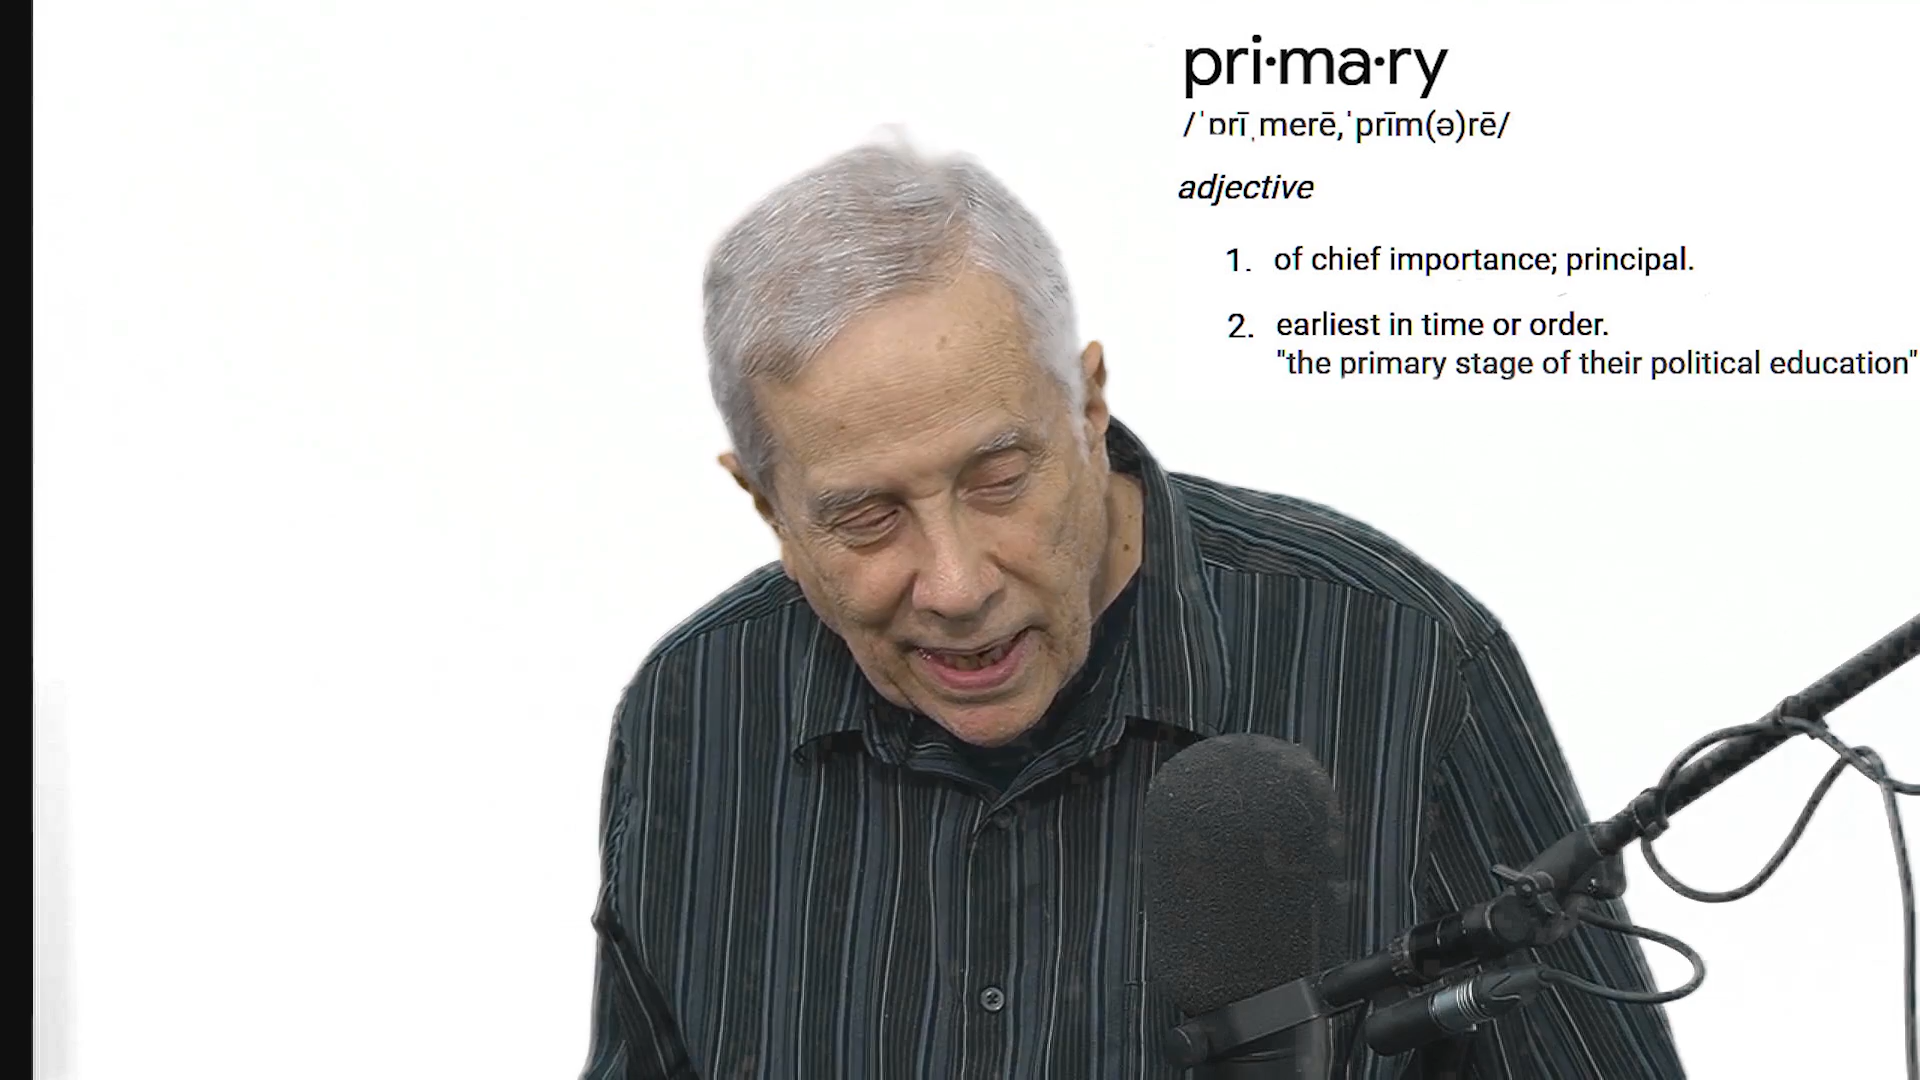 pri·ma·ry
/ˈprīˌmerē,ˈprīm(ə)rē/
adjective
1. of chief importance; principal.
2. earliest in time or order.
"the primary stage of their political education"